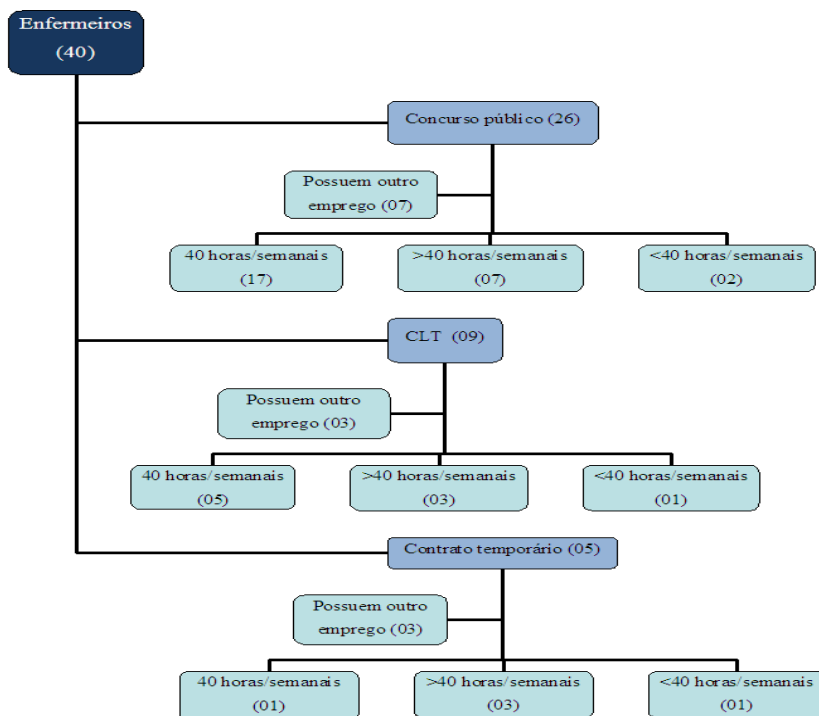 Enfermeiros
(40)
Concurso público (26)
Possuem outro
emprego (07)
40 horas/semanais
(17)
>40 horas/semanais
(07)
<40 horas/semanais
(02)
CLT (09)
Possuem outro
emprego (03)
40 horas/semanais
(05)
>40 horas/semanais
(03)
<40 horas/semanais
(01)
Contrato temporário (05)
Possuem outro
emprego (03)
40 horas/semanais
(01)
>40 horas/semanais
(03)
<40 horas/semanais
(01)